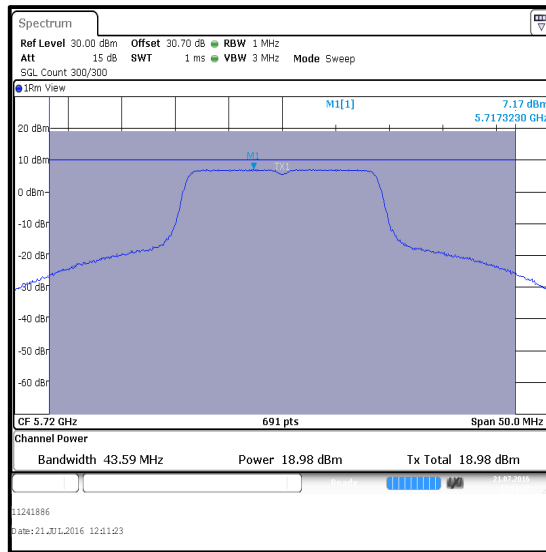 Spectrum
Ref Level 30.00 dBm Offset 30.70 dB RBW 1 MHz
Att 15 dB SWT 1 ms VBW 3 MHz Mode Sweep
SGL Count 300/300
1Rm View
M1[1] 7.17 dBm
5.7173230 GHz
20 dBm
M1
10 dBm
TX1
0 dBm
-10 dBm
-20 dBm
-30 dBm
-40 dBm
-50 dBm
-60 dBm
CF 5.72 GHz 691 pts Span 50.0 MHz
Channel Power
Bandwidth 43.59 MHz Power 18.98 dBm Tx Total 18.98 dBm
Ready 21.07.2016
11241886
Date: 21.JUL.2016 12:11:23